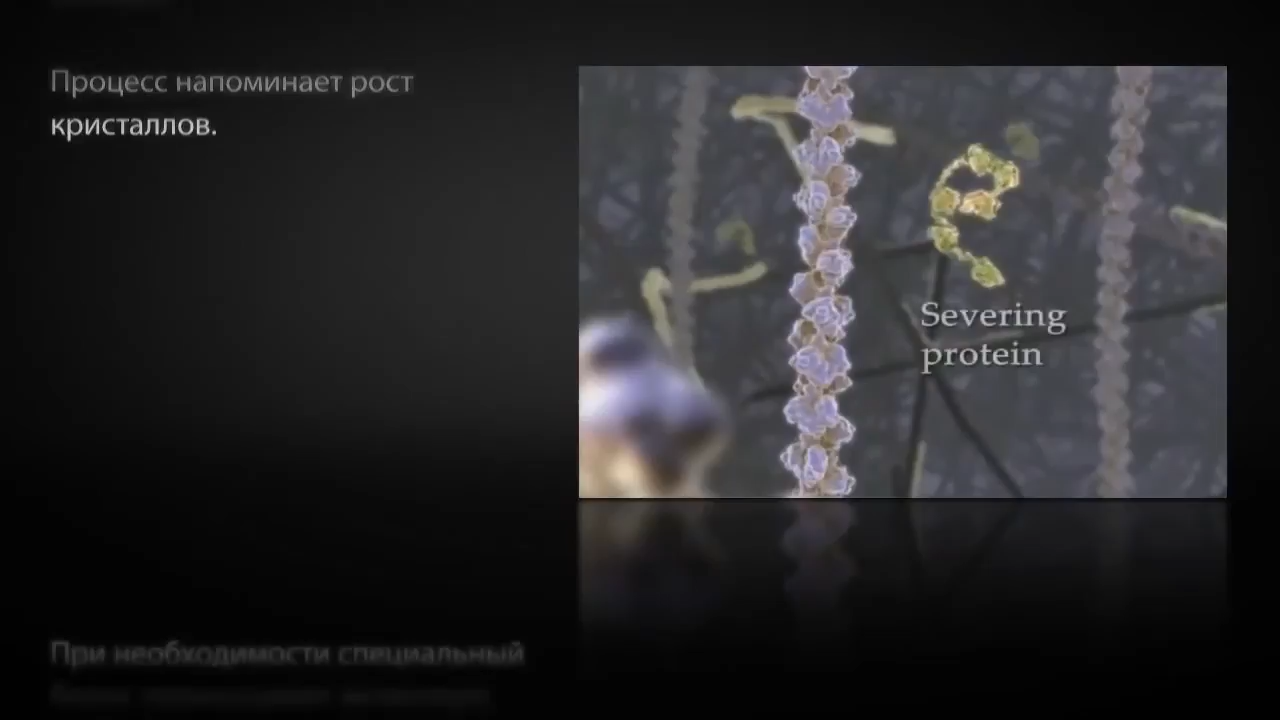 Процесс напоминает рост
кристаллов.
Severing
protein
При необходимости специальный